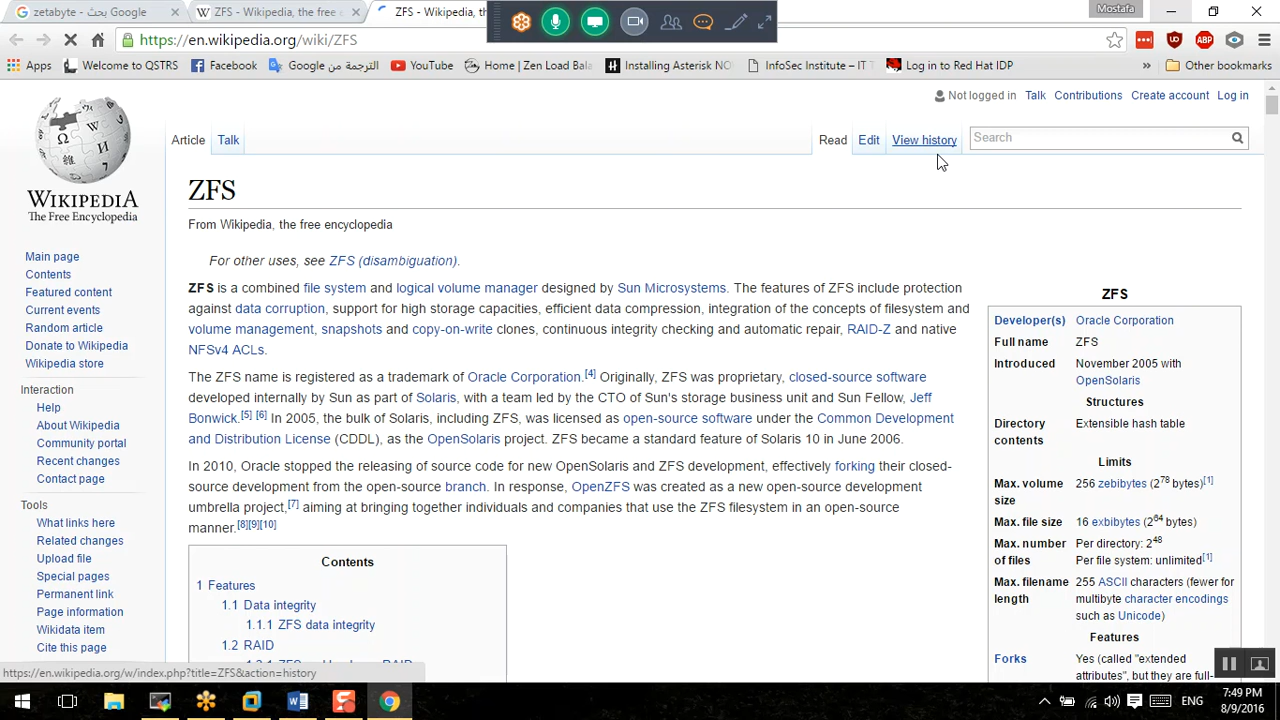 zetabyte - بحث Google
ZFS - Wikipedia, the free e
ZFS - Wikipedia, the
Mostafa
https://en.wikipedia.org/wiki/ZFS
ABP
Apps
Welcome to QSTRS
Facebook
الترجمة من Google
YouTube
Home | Zen Load Bala
Installing Asterisk NO
InfoSec Institute – IT T
Log in to Red Hat IDP
»
Other bookmarks
Not logged in Talk Contributions Create account Log in
Article Talk Read Edit View history Search
WIKIPEDIA
The Free Encyclopedia
Main page
Contents
Featured content
Current events
Random article
Donate to Wikipedia
Wikipedia store
Interaction
Help
About Wikipedia
Community portal
Recent changes
Contact page
Tools
What links here
Related changes
Upload file
Special pages
Permanent link
Page information
Wikidata item
Cite this page
ZFS
From Wikipedia, the free encyclopedia
For other uses, see ZFS (disambiguation).
ZFS is a combined file system and logical volume manager designed by Sun Microsystems. The features of ZFS include protection
against data corruption, support for high storage capacities, efficient data compression, integration of the concepts of filesystem and
volume management, snapshots and copy-on-write clones, continuous integrity checking and automatic repair, RAID-Z and native
NFSv4 ACLs.
The ZFS name is registered as a trademark of Oracle Corporation.[4] Originally, ZFS was proprietary, closed-source software
developed internally by Sun as part of Solaris, with a team led by the CTO of Sun's storage business unit and Sun Fellow, Jeff
Bonwick.[5] [6] In 2005, the bulk of Solaris, including ZFS, was licensed as open-source software under the Common Development
and Distribution License (CDDL), as the OpenSolaris project. ZFS became a standard feature of Solaris 10 in June 2006.
In 2010, Oracle stopped the releasing of source code for new OpenSolaris and ZFS development, effectively forking their closed-
source development from the open-source branch. In response, OpenZFS was created as a new open-source development
umbrella project,[7] aiming at bringing together individuals and companies that use the ZFS filesystem in an open-source
manner.[8][9][10]
Contents
1 Features
1.1 Data integrity
1.1.1 ZFS data integrity
1.2 RAID
ZFS
Developer(s) Oracle Corporation
Full name ZFS
Introduced November 2005 with
OpenSolaris
Structures
Directory Extensible hash table
contents
Limits
Max. volume 256 zebibytes (2^78 bytes)[1]
size
Max. file size 16 exbibytes (2^64 bytes)
Max. number Per directory: 2^48
of files Per file system: unlimited[1]
Max. filename 255 ASCII characters (fewer for
length multibyte character encodings
such as Unicode)
Features
Forks Yes (called "extended
attributes", but they are full-
https://en.wikipedia.org/w/index.php?title=ZFS&action=history
ENG
7:49 PM
8/9/2016